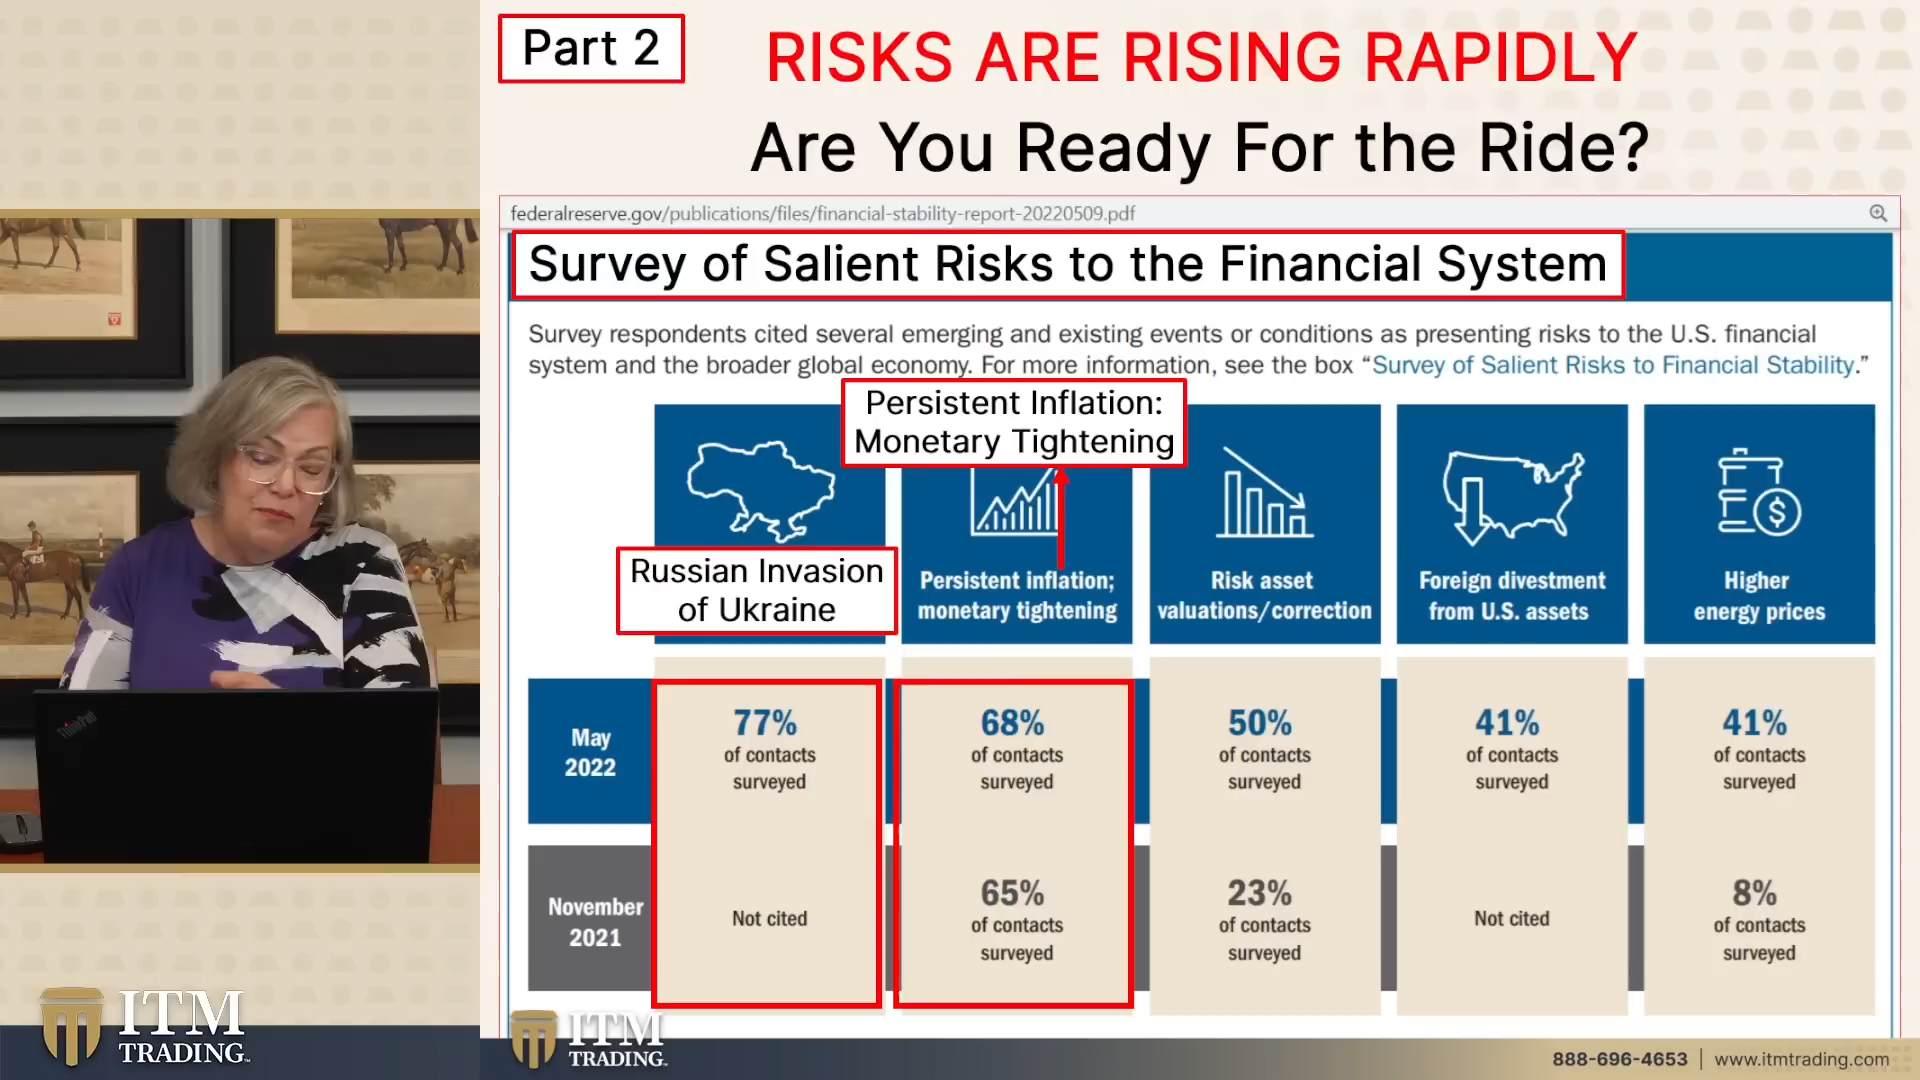 Part 2
RISKS ARE RISING RAPIDLY
Are You Ready For the Ride?
federalreserve.gov/publications/files/financial-stability-report-20220509.pdf
Survey of Salient Risks to the Financial System
Survey respondents cited several emerging and existing events or conditions as presenting risks to the U.S. financial
system and the broader global economy. For more information, see the box “Survey of Salient Risks to Financial Stability.”
Persistent Inflation:
Monetary Tightening
Russian Invasion
of Ukraine
Persistent inflation;
monetary tightening
Risk asset
valuations/correction
Foreign divestment
from U.S. assets
Higher
energy prices
May
2022
77%
of contacts
surveyed
68%
of contacts
surveyed
50%
of contacts
surveyed
41%
of contacts
surveyed
41%
of contacts
surveyed
November
2021
Not cited
65%
of contacts
surveyed
23%
of contacts
surveyed
Not cited
8%
of contacts
surveyed
ThinkPad
ITM
TRADING
ITM
TRADING
888-696-4653 | www.itmtrading.com